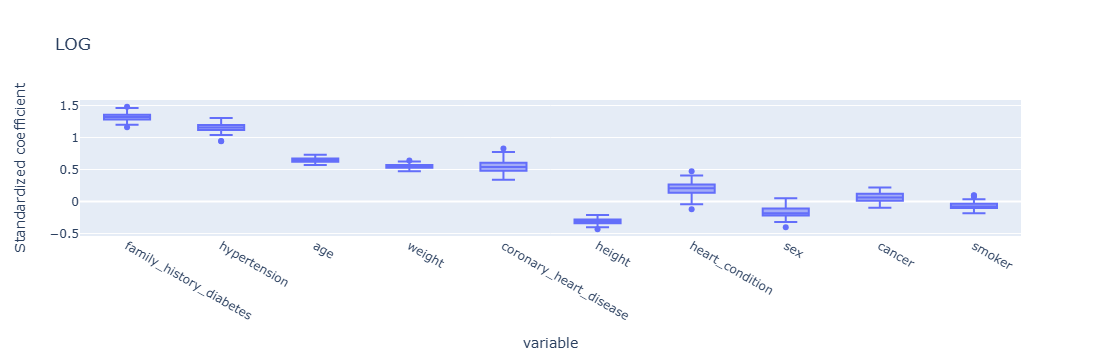 LOG
Standardized coefficient
1.5
1
0.5
0
−0.5
family_history_diabetes
hypertension
age
weight
coronary_heart_disease
height
heart_condition
sex
cancer
smoker
variable